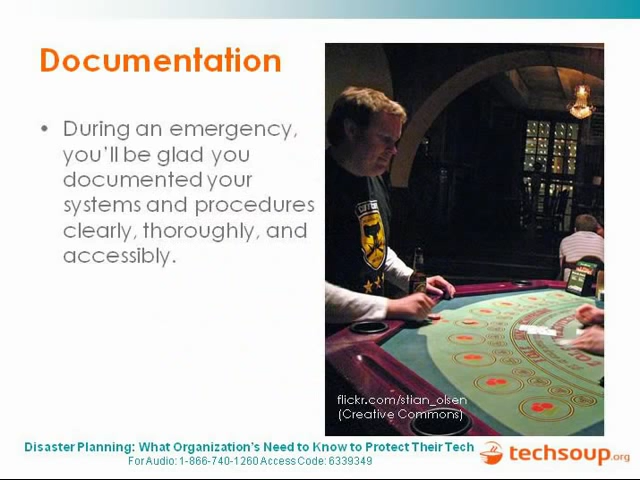 Documentation
• During an emergency,
you'll be glad you
documented your
systems and procedures
clearly, thoroughly, and
accessibly.
flickr.com/stian_olsen
(Creative Commons)
Disaster Planning: What Organization's Need to Know to Protect Their Tech
For Audio: 1-866-740-1260 Access Code: 6339349
techsoup.org